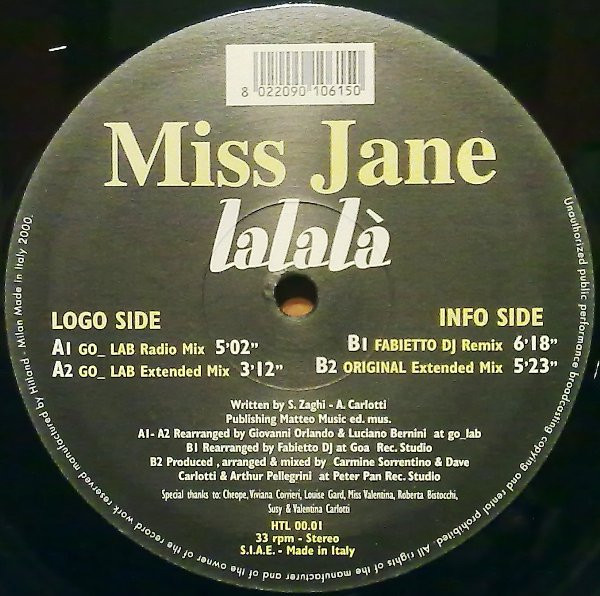 8 022090 106150
Miss Jane
lalalà
LOGO SIDE
A1 GO_ LAB Radio Mix 5'02"
A2 GO_ LAB Extended Mix 3'12"
INFO SIDE
B1 FABIETTO DJ Remix 6'18"
B2 ORIGINAL Extended Mix 5'23"
Written by S. Zaghi - A. Carlotti
Publishing Matteo Music ed. mus.
A1- A2 Rearranged by Giovanni Orlando & Luciano Bernini at go_lab
B1 Rearranged by Fabietto DJ at Goa Rec. Studio
B2 Produced , arranged & mixed by Carmine Sorrentino & Dave
Carlotti & Arthur Pellegrini at Peter Pan Rec. Studio
Special thanks to: Cheope, Viviana Corrieri, Louise Gard, Miss Valentina, Roberta Bistocchi,
Susy & Valentina Carlotti
HTL 00.01
33 rpm - Stereo
S.I.A.E. - Made in Italy
Unauthorized public performance broadcasting copying and rental prohibited. All rights of the manufacturer and of the owner of the record work reserved manufactured by Hitland - Milan Made in Italy 2000.